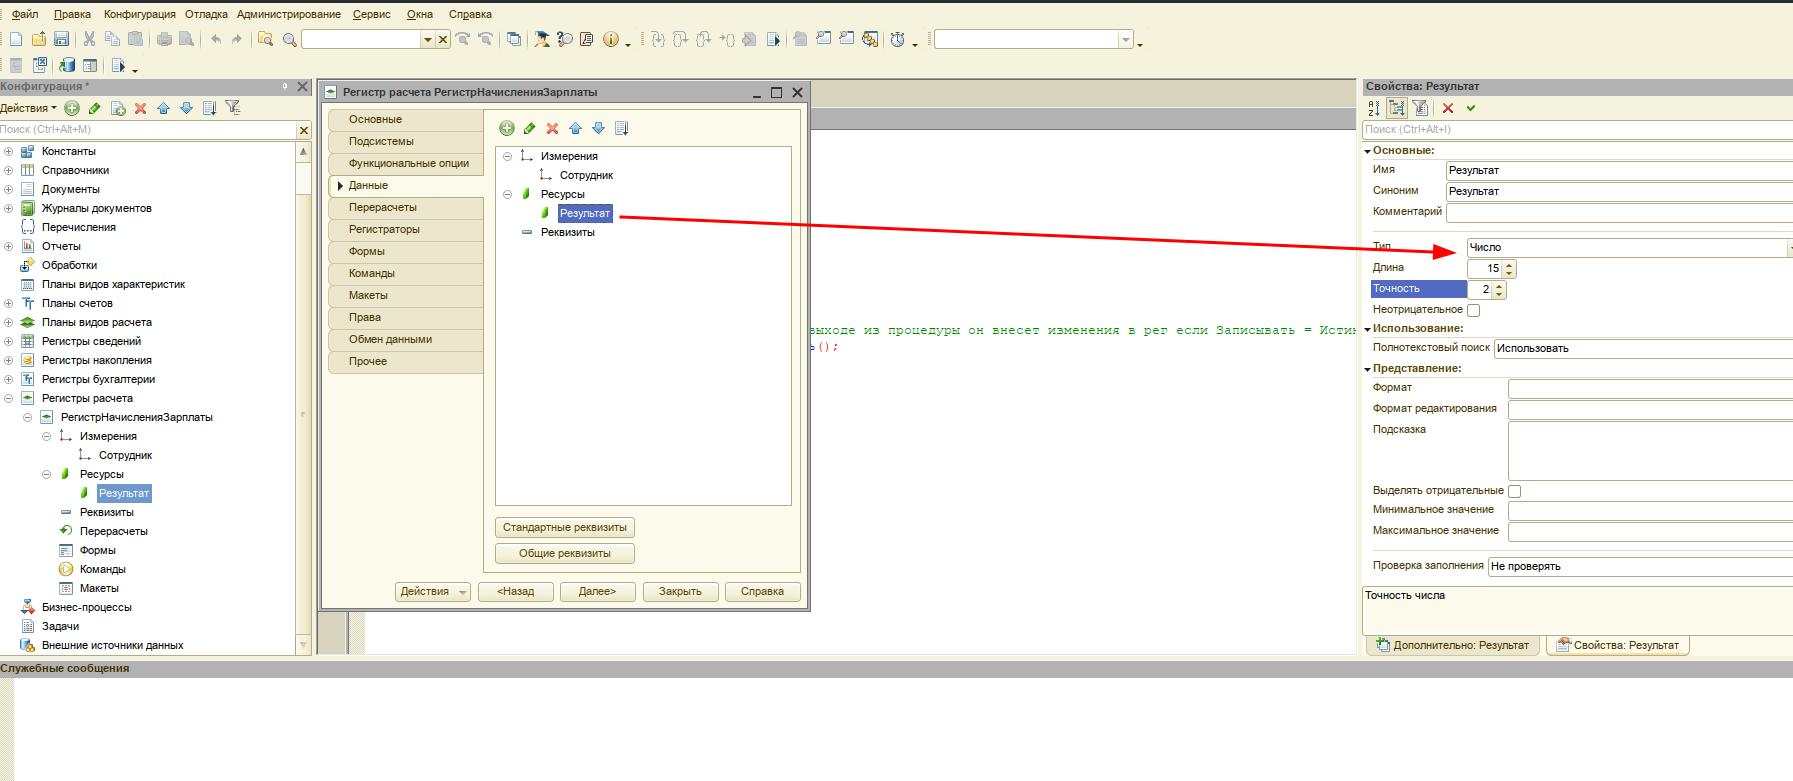 Файл Правка Конфигурация Отладка Администрирование Сервис Окна Справка
Конфигурация *
Действия
Поиск (Ctrl+Alt+M)
Константы
Справочники
Документы
Журналы документов
Перечисления
Отчеты
Обработки
Планы видов характеристик
Планы счетов
Планы видов расчета
Регистры сведений
Регистры накопления
Регистры бухгалтерии
Регистры расчета
РегистрНачисленияЗарплаты
Измерения
Сотрудник
Ресурсы
Результат
Реквизиты
Перерасчеты
Формы
Команды
Макеты
Бизнес-процессы
Задачи
Внешние источники данных
Регистр расчета РегистрНачисленияЗарплаты
Основные
Подсистемы
Функциональные опции
Данные
Перерасчеты
Регистраторы
Формы
Команды
Макеты
Права
Обмен данными
Прочее
Измерения
Сотрудник
Ресурсы
Результат
Реквизиты
Стандартные реквизиты
Общие реквизиты
Действия <Назад Далее> Закрыть Справка
выходе из процедуры он внесет изменения в рег если Записывать = Истин
ь();
Свойства: Результат
Поиск (Ctrl+Alt+I)
Основные:
Имя Результат
Синоним Результат
Комментарий
Тип Число
Длина 15
Точность 2
Неотрицательное
Использование:
Полнотекстовый поиск Использовать
Представление:
Формат
Формат редактирования
Подсказка
Выделять отрицательные
Минимальное значение
Максимальное значение
Проверка заполнения Не проверять
Точность числа
Дополнительно: Результат Свойства: Результат
Служебные сообщения